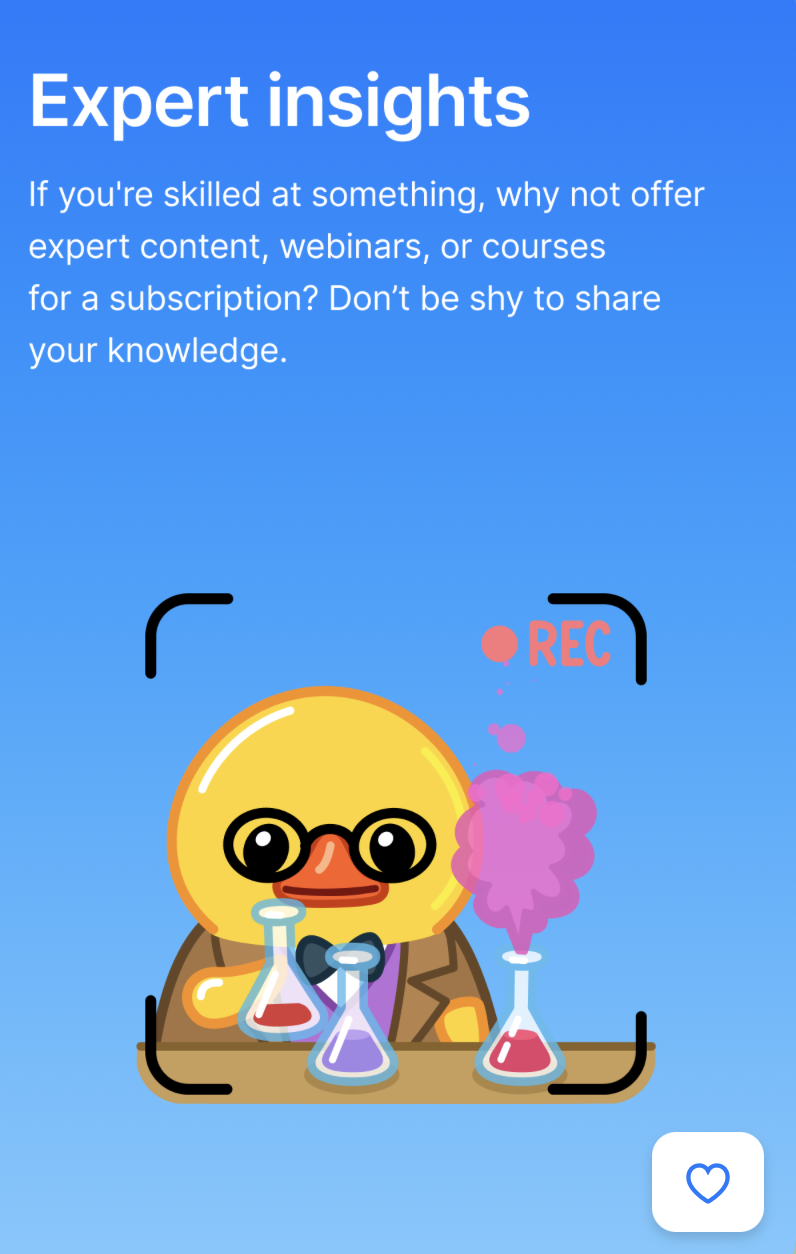 Expert insights
If you're skilled at something, why not offer
expert content, webinars, or courses
for a subscription? Don’t be shy to share
your knowledge.
REC